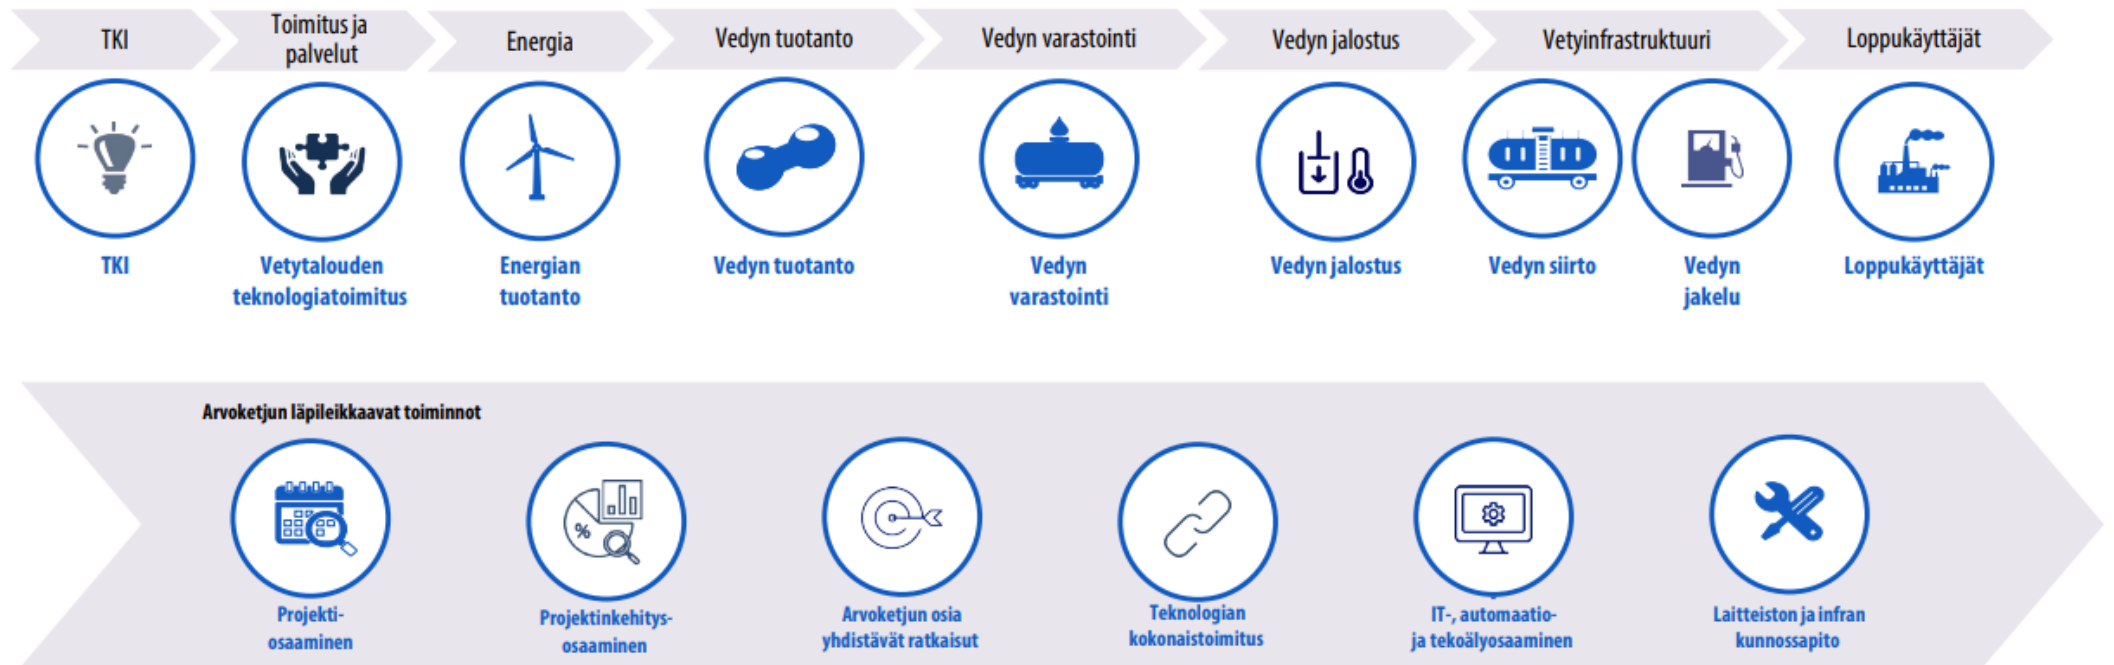 TKI
Toimitus ja
palvelut
Energia
Vedyn tuotanto
Vedyn varastointi
Vedyn jalostus
Vetyinfrastruktuuri
Loppukäyttäjät
TKI
Vetytalouden
teknologiatoimitus
Energian
tuotanto
Vedyn tuotanto
Vedyn
varastointi
Vedyn jalostus
Vedyn siirto
Vedyn
jakelu
Loppukäyttäjät
Arvoketjun läpileikkaavat toiminnot
%
Projekti-
osaaminen
Projektinkehitys-
osaaminen
Arvoketjun osia
yhdistävät ratkaisut
Teknologian
kokonaistoimitus
IT-, automaatio-
ja tekoälyosaaminen
Laitteiston ja infran
kunnossapito